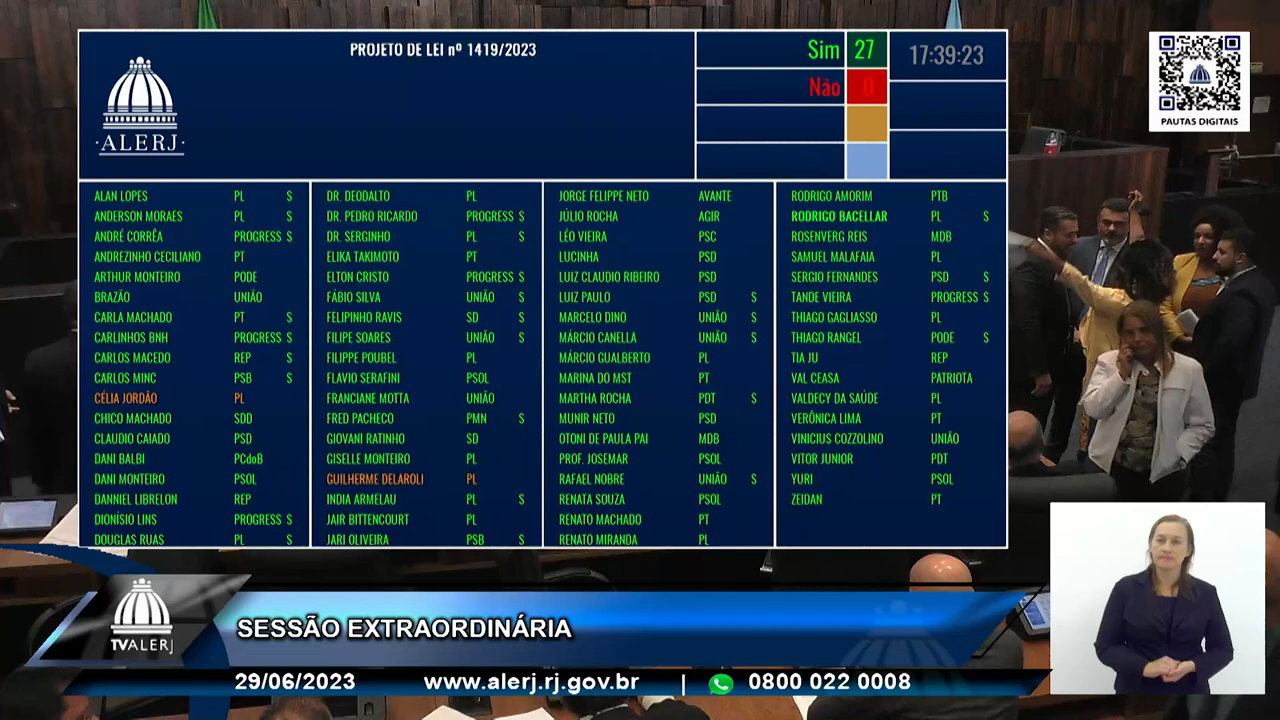 PROJETO DE LEI nº 1419/2023
Sim 27
Não 0
17:39:23
·ALERJ·
PAUTAS DIGITAIS
ALAN LOPES PL S
ANDERSON MORAES PL S
ANDRÉ CORRÊA PROGRESS S
ANDREZINHO CECILIANO PT
ARTHUR MONTEIRO PODE
BRAZÃO UNIÃO
CARLA MACHADO PT S
CARLINHOS BNH PROGRESS S
CARLOS MACEDO REP S
CARLOS MINC PSB S
CÉLIA JORDÃO PL
CHICO MACHADO SDD
CLAUDIO CAIADO PSD
DANI BALBI PCdoB
DANI MONTEIRO PSOL
DANNIEL LIBRELON REP
DIONÍSIO LINS PROGRESS S
DOUGLAS RUAS PL S
DR. DEODALTO PL
DR. PEDRO RICARDO PROGRESS S
DR. SERGINHO PL S
ELIKA TAKIMOTO PT
ELTON CRISTO PROGRESS S
FÁBIO SILVA UNIÃO S
FELIPINHO RAVIS SD S
FILIPE SOARES UNIÃO S
FILIPPE POUBEL PL
FLAVIO SERAFINI PSOL
FRANCIANE MOTTA UNIÃO
FRED PACHECO PMN S
GIOVANI RATINHO SD
GISELLE MONTEIRO PL
GUILHERME DELAROLI PL
INDIA ARMELAU PL S
JAIR BITTENCOURT PL
JARI OLIVEIRA PSB S
JORGE FELIPPE NETO AVANTE
JÚLIO ROCHA AGIR
LÉO VIEIRA PSC
LUCINHA PSD
LUIZ CLAUDIO RIBEIRO PSD
LUIZ PAULO PSD S
MARCELO DINO UNIÃO S
MÁRCIO CANELLA UNIÃO S
MÁRCIO GUALBERTO PL
MARINA DO MST PT
MARTHA ROCHA PDT S
MUNIR NETO PSD
OTONI DE PAULA PAI MDB
PROF. JOSEMAR PSOL
RAFAEL NOBRE UNIÃO S
RENATA SOUZA PSOL
RENATO MACHADO PT
RENATO MIRANDA PL
RODRIGO AMORIM PTB
RODRIGO BACELLAR PL S
ROSENVERG REIS MDB
SAMUEL MALAFAIA PL
SERGIO FERNANDES PSD S
TANDE VIEIRA PROGRESS S
THIAGO GAGLIASSO PL
THIAGO RANGEL PODE S
TIA JU REP
VAL CEASA PATRIOTA
VALDECY DA SAÚDE PL
VERÔNICA LIMA PT
VINICIUS COZZOLINO UNIÃO
VITOR JUNIOR PDT
YURI PSOL
ZEIDAN PT
TVALERJ
SESSÃO EXTRAORDINÁRIA
29/06/2023 www.alerj.rj.gov.br | 0800 022 0008